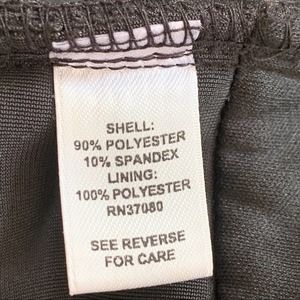 SHELL:
90% POLYESTER
10% SPANDEX
LINING:
100% POLYESTER
RN37080
SEE REVERSE
FOR CARE